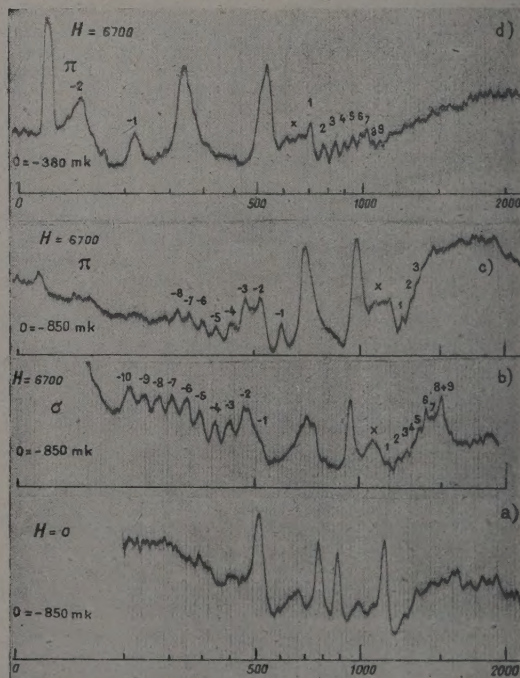 H = 6700 d)
π
-2 -1 x 1 2 3 4 5 6 7 8 9
0 = -380 mk
0 500 1000 2000
H = 6700
π c)
-8 -7 -6 -5 -4 -3 -2 -1 x 1 2 3
0 = -850 mk
H = 6700 b)
σ
-10 -9 -8 -7 -6 -5 -4 -3 -2 -1 x 1 2 3 4 5 6 7 8+9
0 = -850 mk
a)
H = 0
0 = -850 mk
0 500 1000 2000